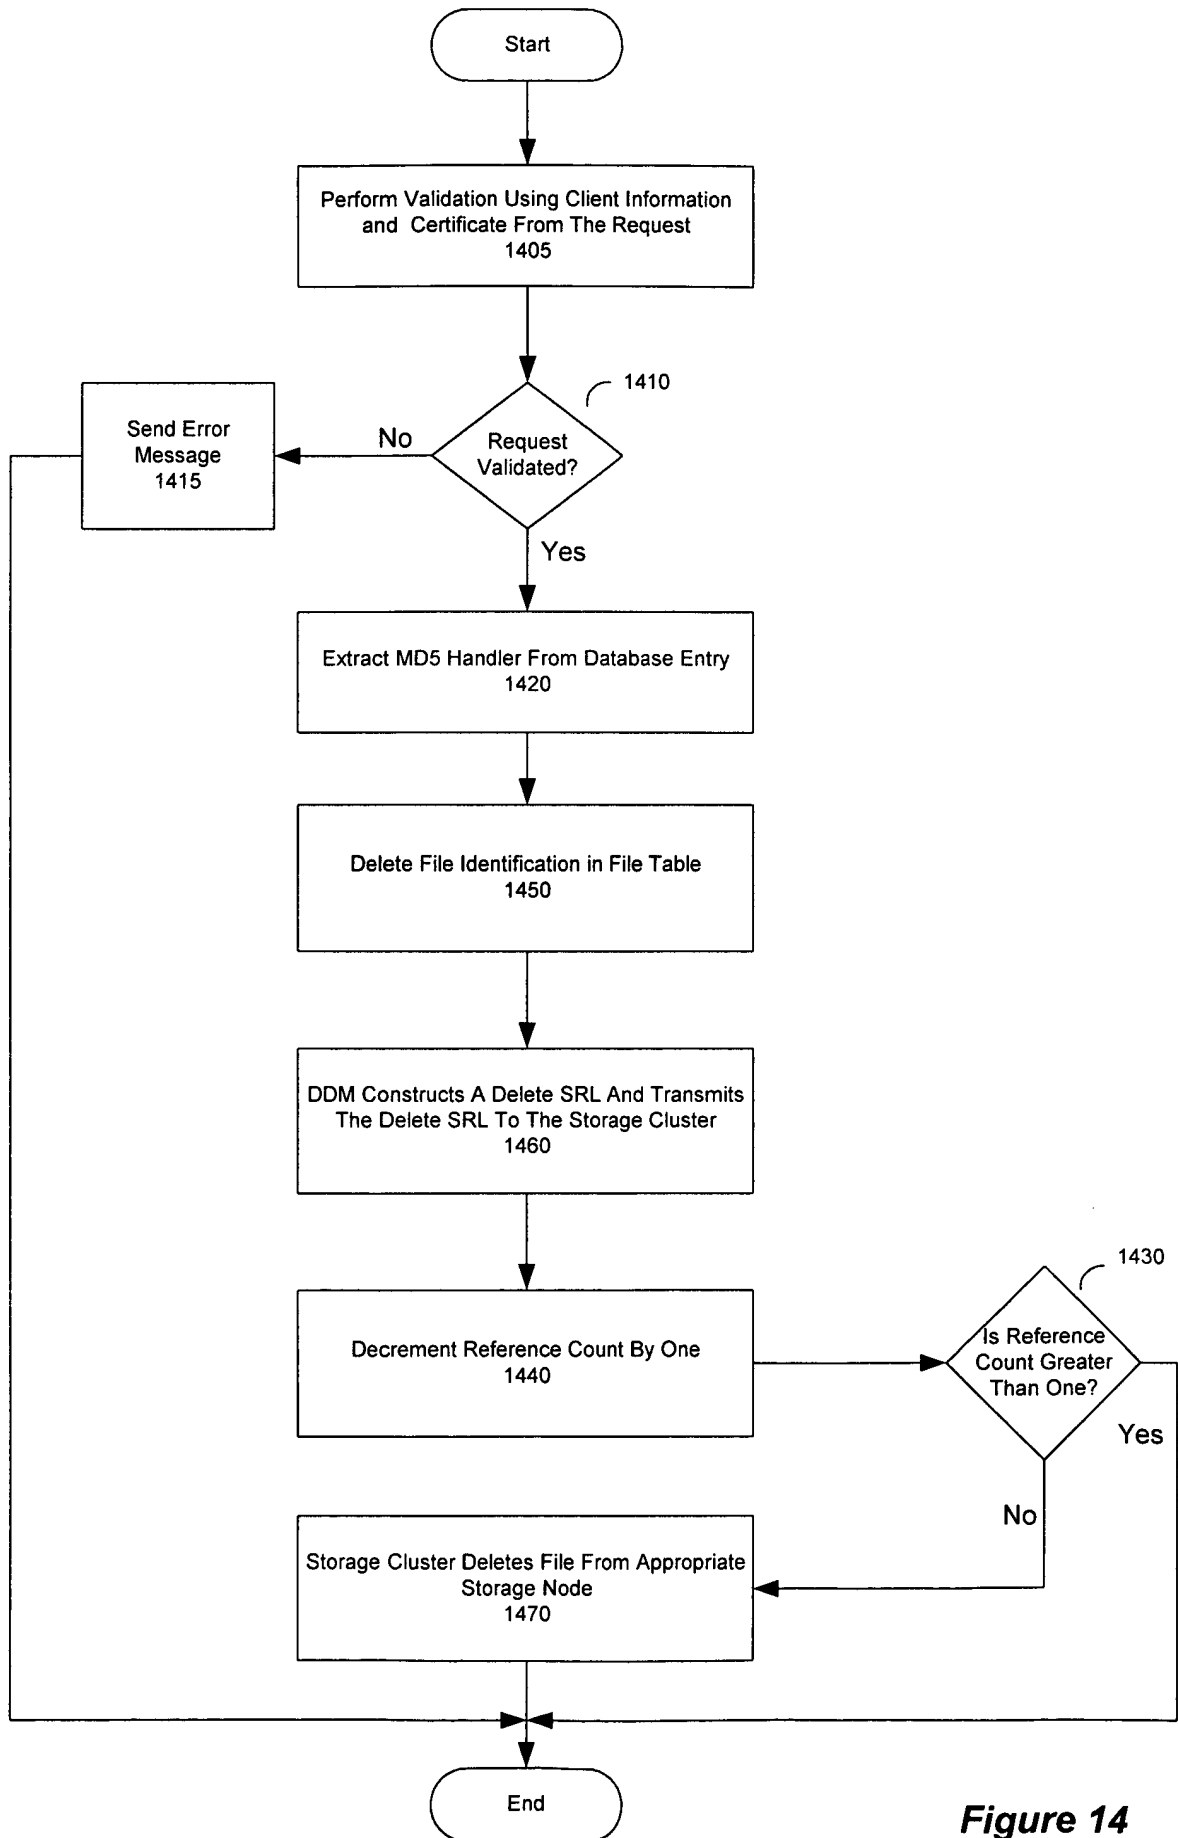 Start
Perform Validation Using Client Information
and Certificate From The Request
1405
1410
Request
Validated?
No
Send Error
Message
1415
Yes
Extract MD5 Handler From Database Entry
1420
Delete File Identification in File Table
1450
DDM Constructs A Delete SRL And Transmits
The Delete SRL To The Storage Cluster
1460
Decrement Reference Count By One
1440
1430
Is Reference
Count Greater
Than One?
Yes
No
Storage Cluster Deletes File From Appropriate
Storage Node
1470
End
Figure 14